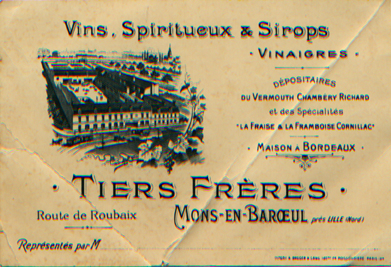 Vins, Spiritueux & Sirops
• VINAIGRES •
DÉPOSITAIRES
DU VERMOUTH CHAMBÉRY RICHARD
et des Spécialités
"LA FRAISE & LA FRAMBOISE CORNILLAC"
• MAISON A BORDEAUX •
• TIERS FRÈRES •
Route de Roubaix
MONS-EN-BARŒUL près LILLE (Nord)
Représentés par M